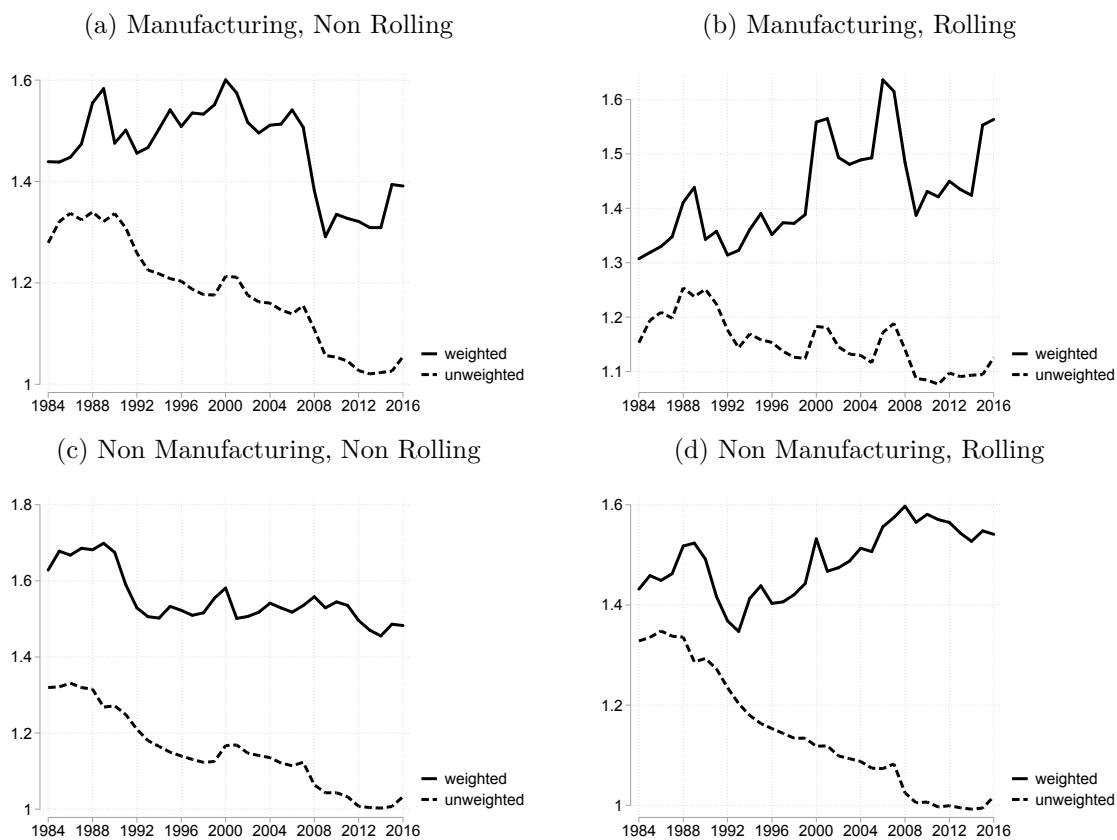 (a) Manufacturing, Non Rolling
1.6
1.4
1.2
1
1984 1988 1992 1996 2000 2004 2008 2012 2016
weighted
unweighted
(b) Manufacturing, Rolling
1.6
1.5
1.4
1.3
1.2
1.1
1984 1988 1992 1996 2000 2004 2008 2012 2016
weighted
unweighted
(c) Non Manufacturing, Non Rolling
1.8
1.6
1.4
1.2
1
1984 1988 1992 1996 2000 2004 2008 2012 2016
weighted
unweighted
(d) Non Manufacturing, Rolling
1.6
1.4
1.2
1
1984 1988 1992 1996 2000 2004 2008 2012 2016
weighted
unweighted